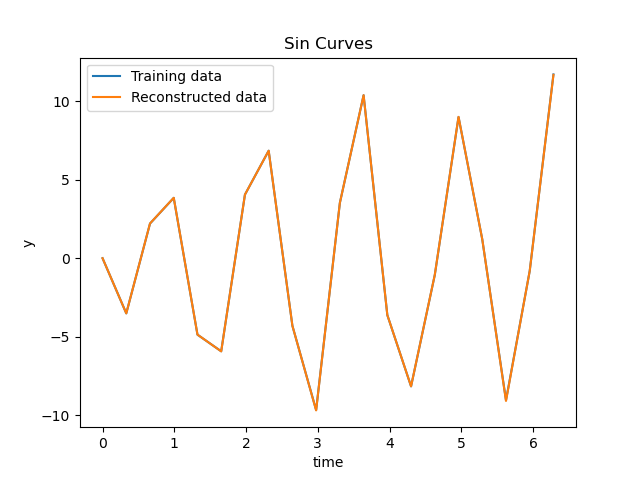 Sin Curves
Training data
Reconstructed data
10
5
0
−5
−10
y
0 1 2 3 4 5 6
time